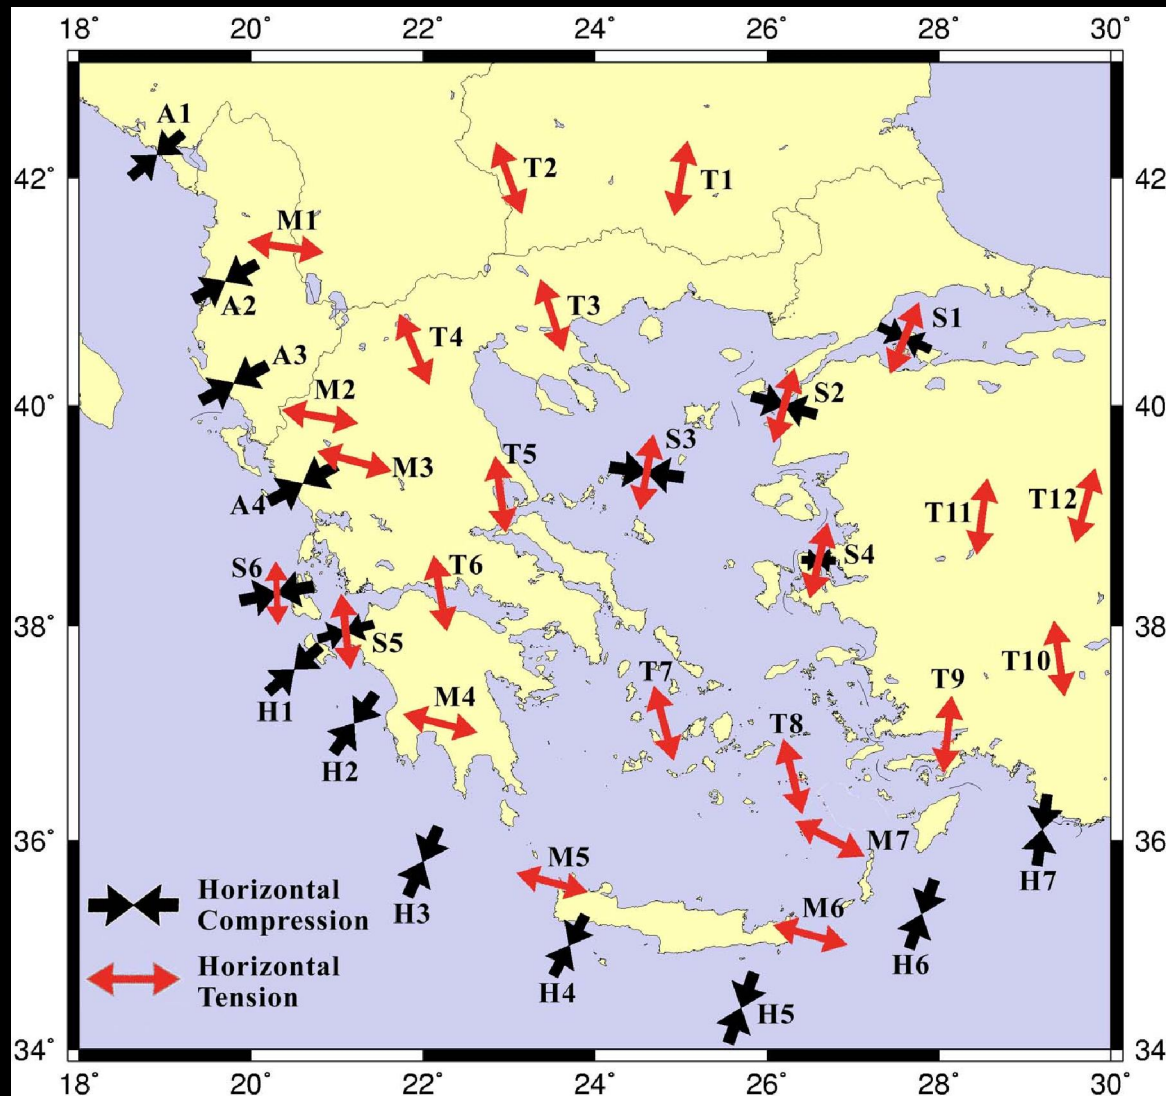 18 20 22 24 26 28 30
A1
42
T2
T1
42
M1
A2
T3
S1
T4
A3
M2
S2
40
40
S3
M3
T5
A4
T11
T12
S4
S6
T6
38
38
S5
T10
T7
T9
H1
M4
T8
H2
36
M7
36
M5
H7
Horizontal
Compression
H3
M6
H6
Horizontal
Tension
H4
H5
34
34
18˚ 20˚ 22˚ 24˚ 26˚ 28˚ 30˚